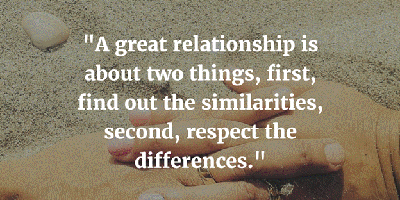 "A great relationship is
about two things, first,
find out the similarities,
second, respect the
differences."